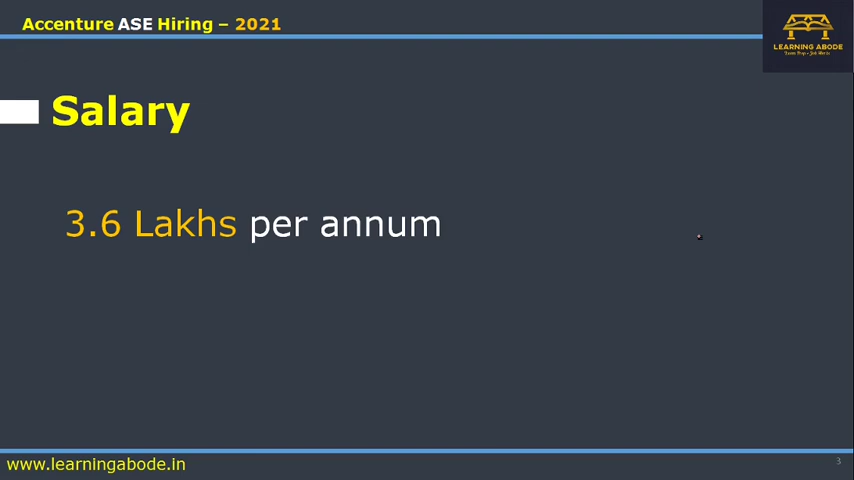 Accenture ASE Hiring – 2021
LEARNING ABODE
Salary
3.6 Lakhs per annum
www.learningabode.in
3